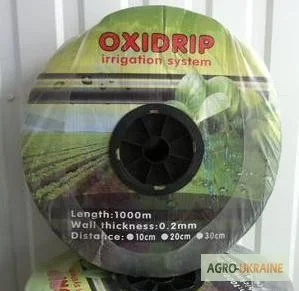 OXIDRIP
irrigation system
Length:1000m
Wall thickness:0.2mm
Distance: 10cm 20cm 30cm
AGRO-UKRAINE